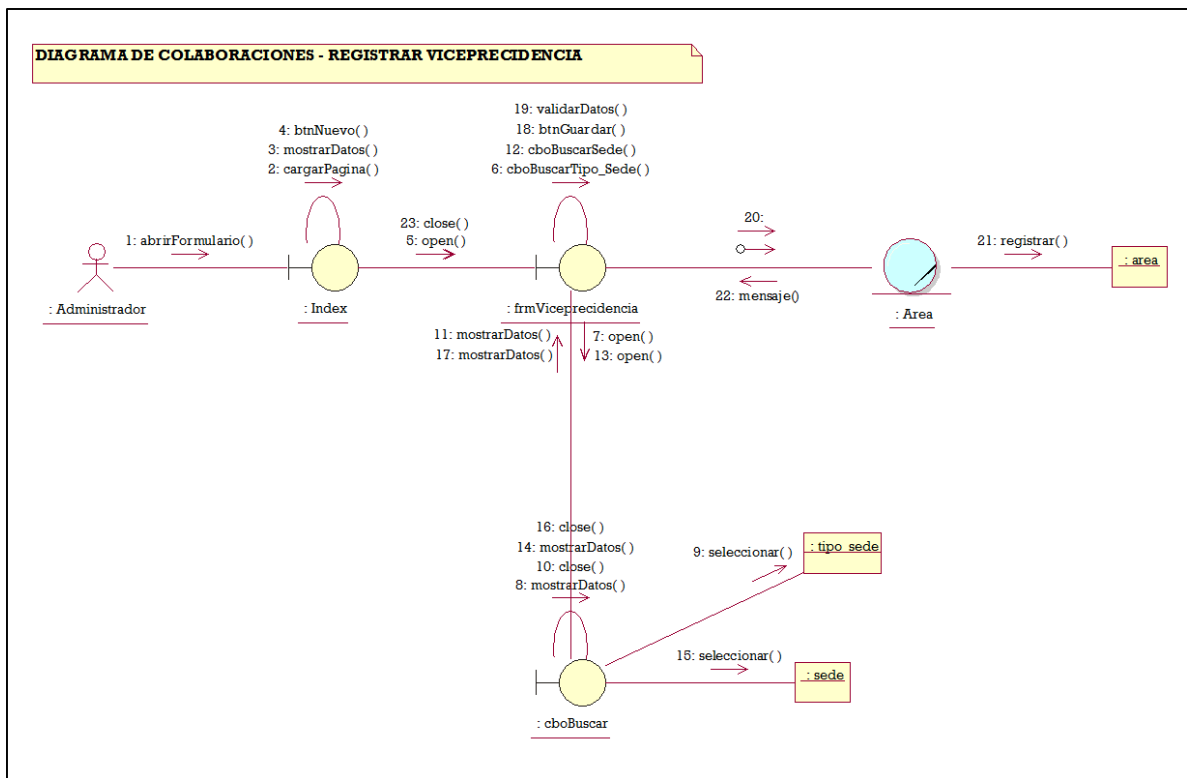 DIAGRAMA DE COLABORACIONES - REGISTRAR VICEPRECIDENCIA
19: validarDatos( )
18: btnGuardar( )
12: cboBuscarSede( )
6: cboBuscarTipo_Sede( )
4: btnNuevo( )
3: mostrarDatos( )
2: cargarPagina( )
1: abrirFormulario( )
23: close( )
5: open( )
20:
22: mensaje()
21: registrar( )
: area
: Administrador
: Index
: frmViceprecidencia
: Area
11: mostrarDatos( )
17: mostrarDatos( )
7: open( )
13: open( )
16: close( )
14: mostrarDatos( )
10: close( )
8: mostrarDatos( )
9: seleccionar( )
: tipo_sede
15: seleccionar( )
: sede
: cboBuscar